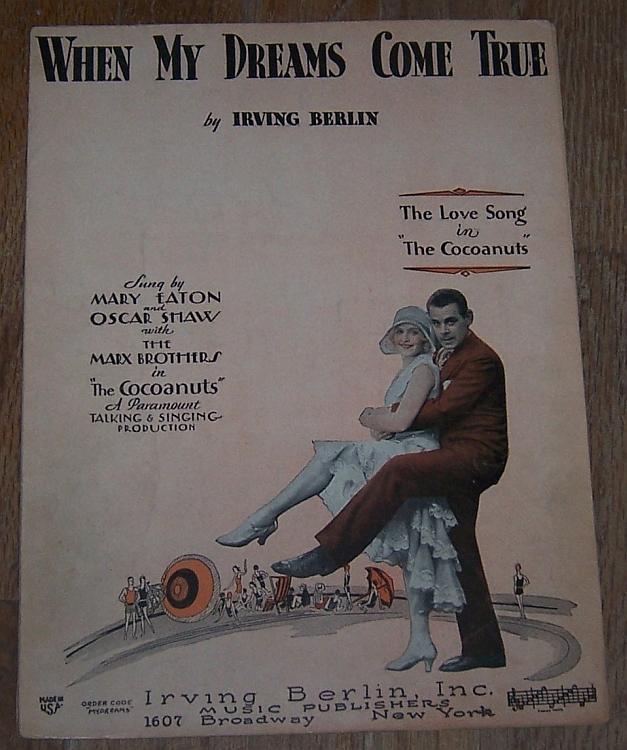 WHEN MY DREAMS COME TRUE
by IRVING BERLIN
The Love Song
in
"The Cocoanuts"
Sung by
MARY EATON
and
OSCAR SHAW
with
THE
MARX BROTHERS
in
"The Cocoanuts"
A Paramount
TALKING & SINGING
PRODUCTION
MADE IN
USA
ORDER CODE
"MYDREAMS"
Irving Berlin, Inc.
MUSIC PUBLISHERS
1607 Broadway New York